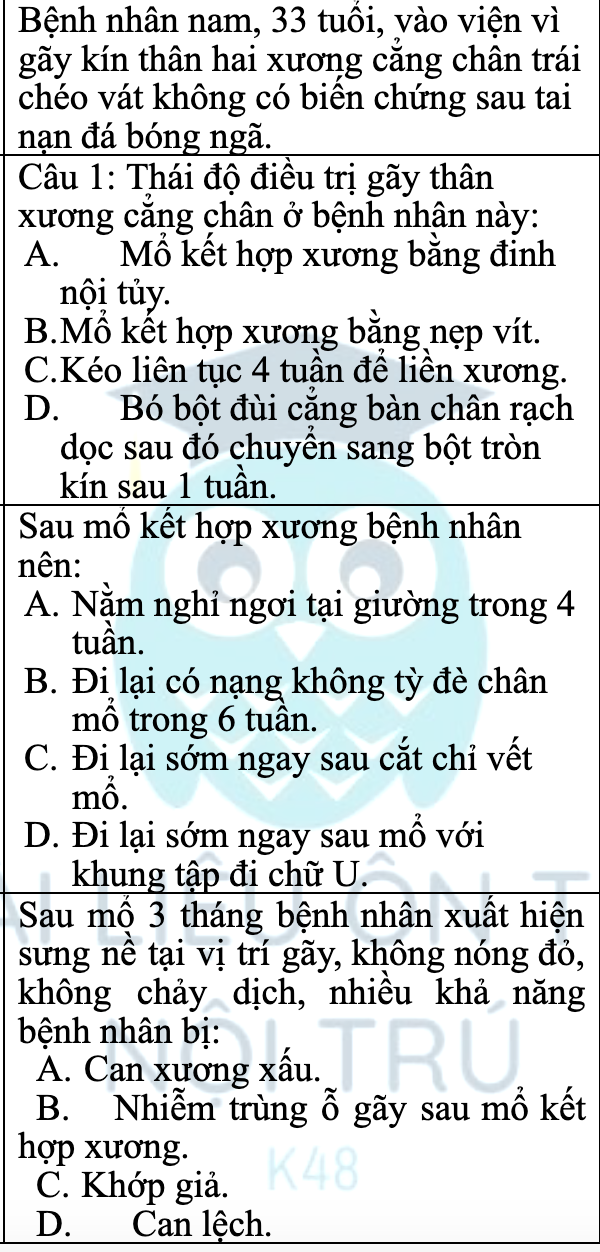 Bệnh nhân nam, 33 tuổi, vào viện vì
gãy kín thân hai xương cẳng chân trái
chéo vát không có biến chứng sau tai
nạn đá bóng ngã.
Câu 1: Thái độ điều trị gãy thân
xương cẳng chân ở bệnh nhân này:
A. Mổ kết hợp xương bằng đinh
nội tủy.
B.Mổ kết hợp xương bằng nẹp vít.
C.Kéo liên tục 4 tuần để liền xương.
D. Bó bột đùi cẳng bàn chân rạch
dọc sau đó chuyển sang bột tròn
kín sau 1 tuần.
Sau mổ kết hợp xương bệnh nhân
nên:
A. Nằm nghỉ ngơi tại giường trong 4
tuần.
B. Đi lại có nạng không tỳ đè chân
mổ trong 6 tuần.
C. Đi lại sớm ngay sau cắt chỉ vết
mổ.
D. Đi lại sớm ngay sau mổ với
khung tập đi chữ U.
Sau mổ 3 tháng bệnh nhân xuất hiện
sưng nề tại vị trí gãy, không nóng đỏ,
không chảy dịch, nhiều khả năng
bệnh nhân bị:
A. Can xương xấu.
B. Nhiễm trùng ỗ gãy sau mổ kết
hợp xương.
C. Khớp giả.
D. Can lệch.
NỘI TRÚ
K48